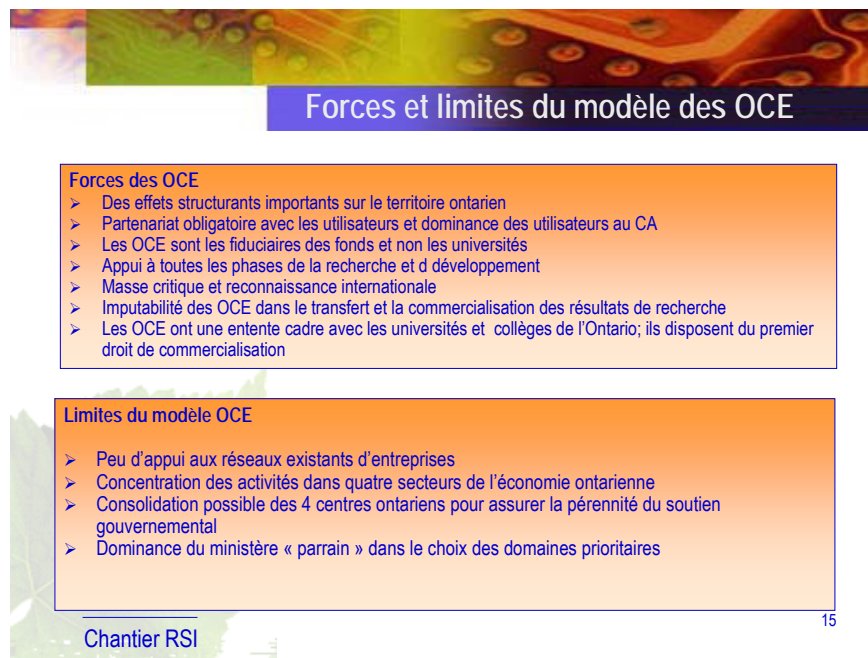 Forces et limites du modèle des OCE
Forces des OCE
➢ Des effets structurants importants sur le territoire ontarien
➢ Partenariat obligatoire avec les utilisateurs et dominance des utilisateurs au CA
➢ Les OCE sont les fiduciaires des fonds et non les universités
➢ Appui à toutes les phases de la recherche et d développement
➢ Masse critique et reconnaissance internationale
➢ Imputabilité des OCE dans le transfert et la commercialisation des résultats de recherche
➢ Les OCE ont une entente cadre avec les universités et collèges de l'Ontario; ils disposent du premier
droit de commercialisation
Limites du modèle OCE
➢ Peu d'appui aux réseaux existants d'entreprises
➢ Concentration des activités dans quatre secteurs de l'économie ontarienne
➢ Consolidation possible des 4 centres ontariens pour assurer la pérennité du soutien
gouvernemental
➢ Dominance du ministère « parrain » dans le choix des domaines prioritaires
15
Chantier RSI